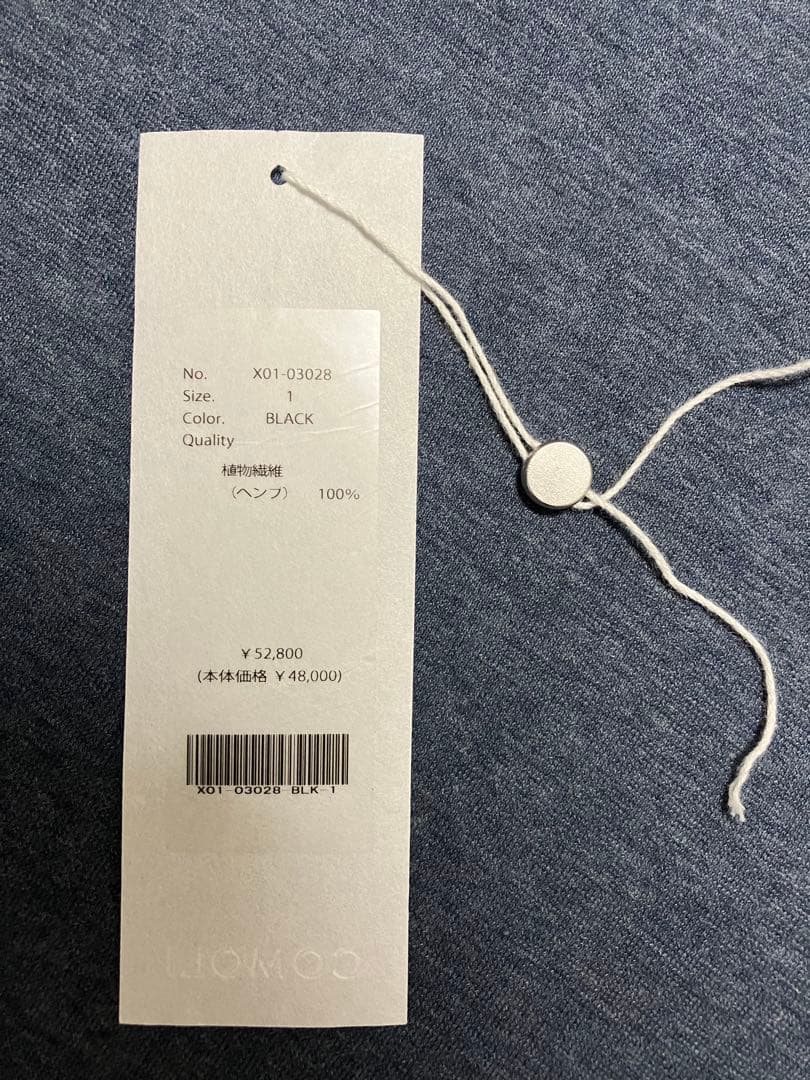 No. X01-03028
Size. 1
Color. BLACK
Quality
植物繊維
（ヘンプ） 100%
￥52,800
(本体価格 ￥48,000)
X01-03028-BLK-1
COMOLI